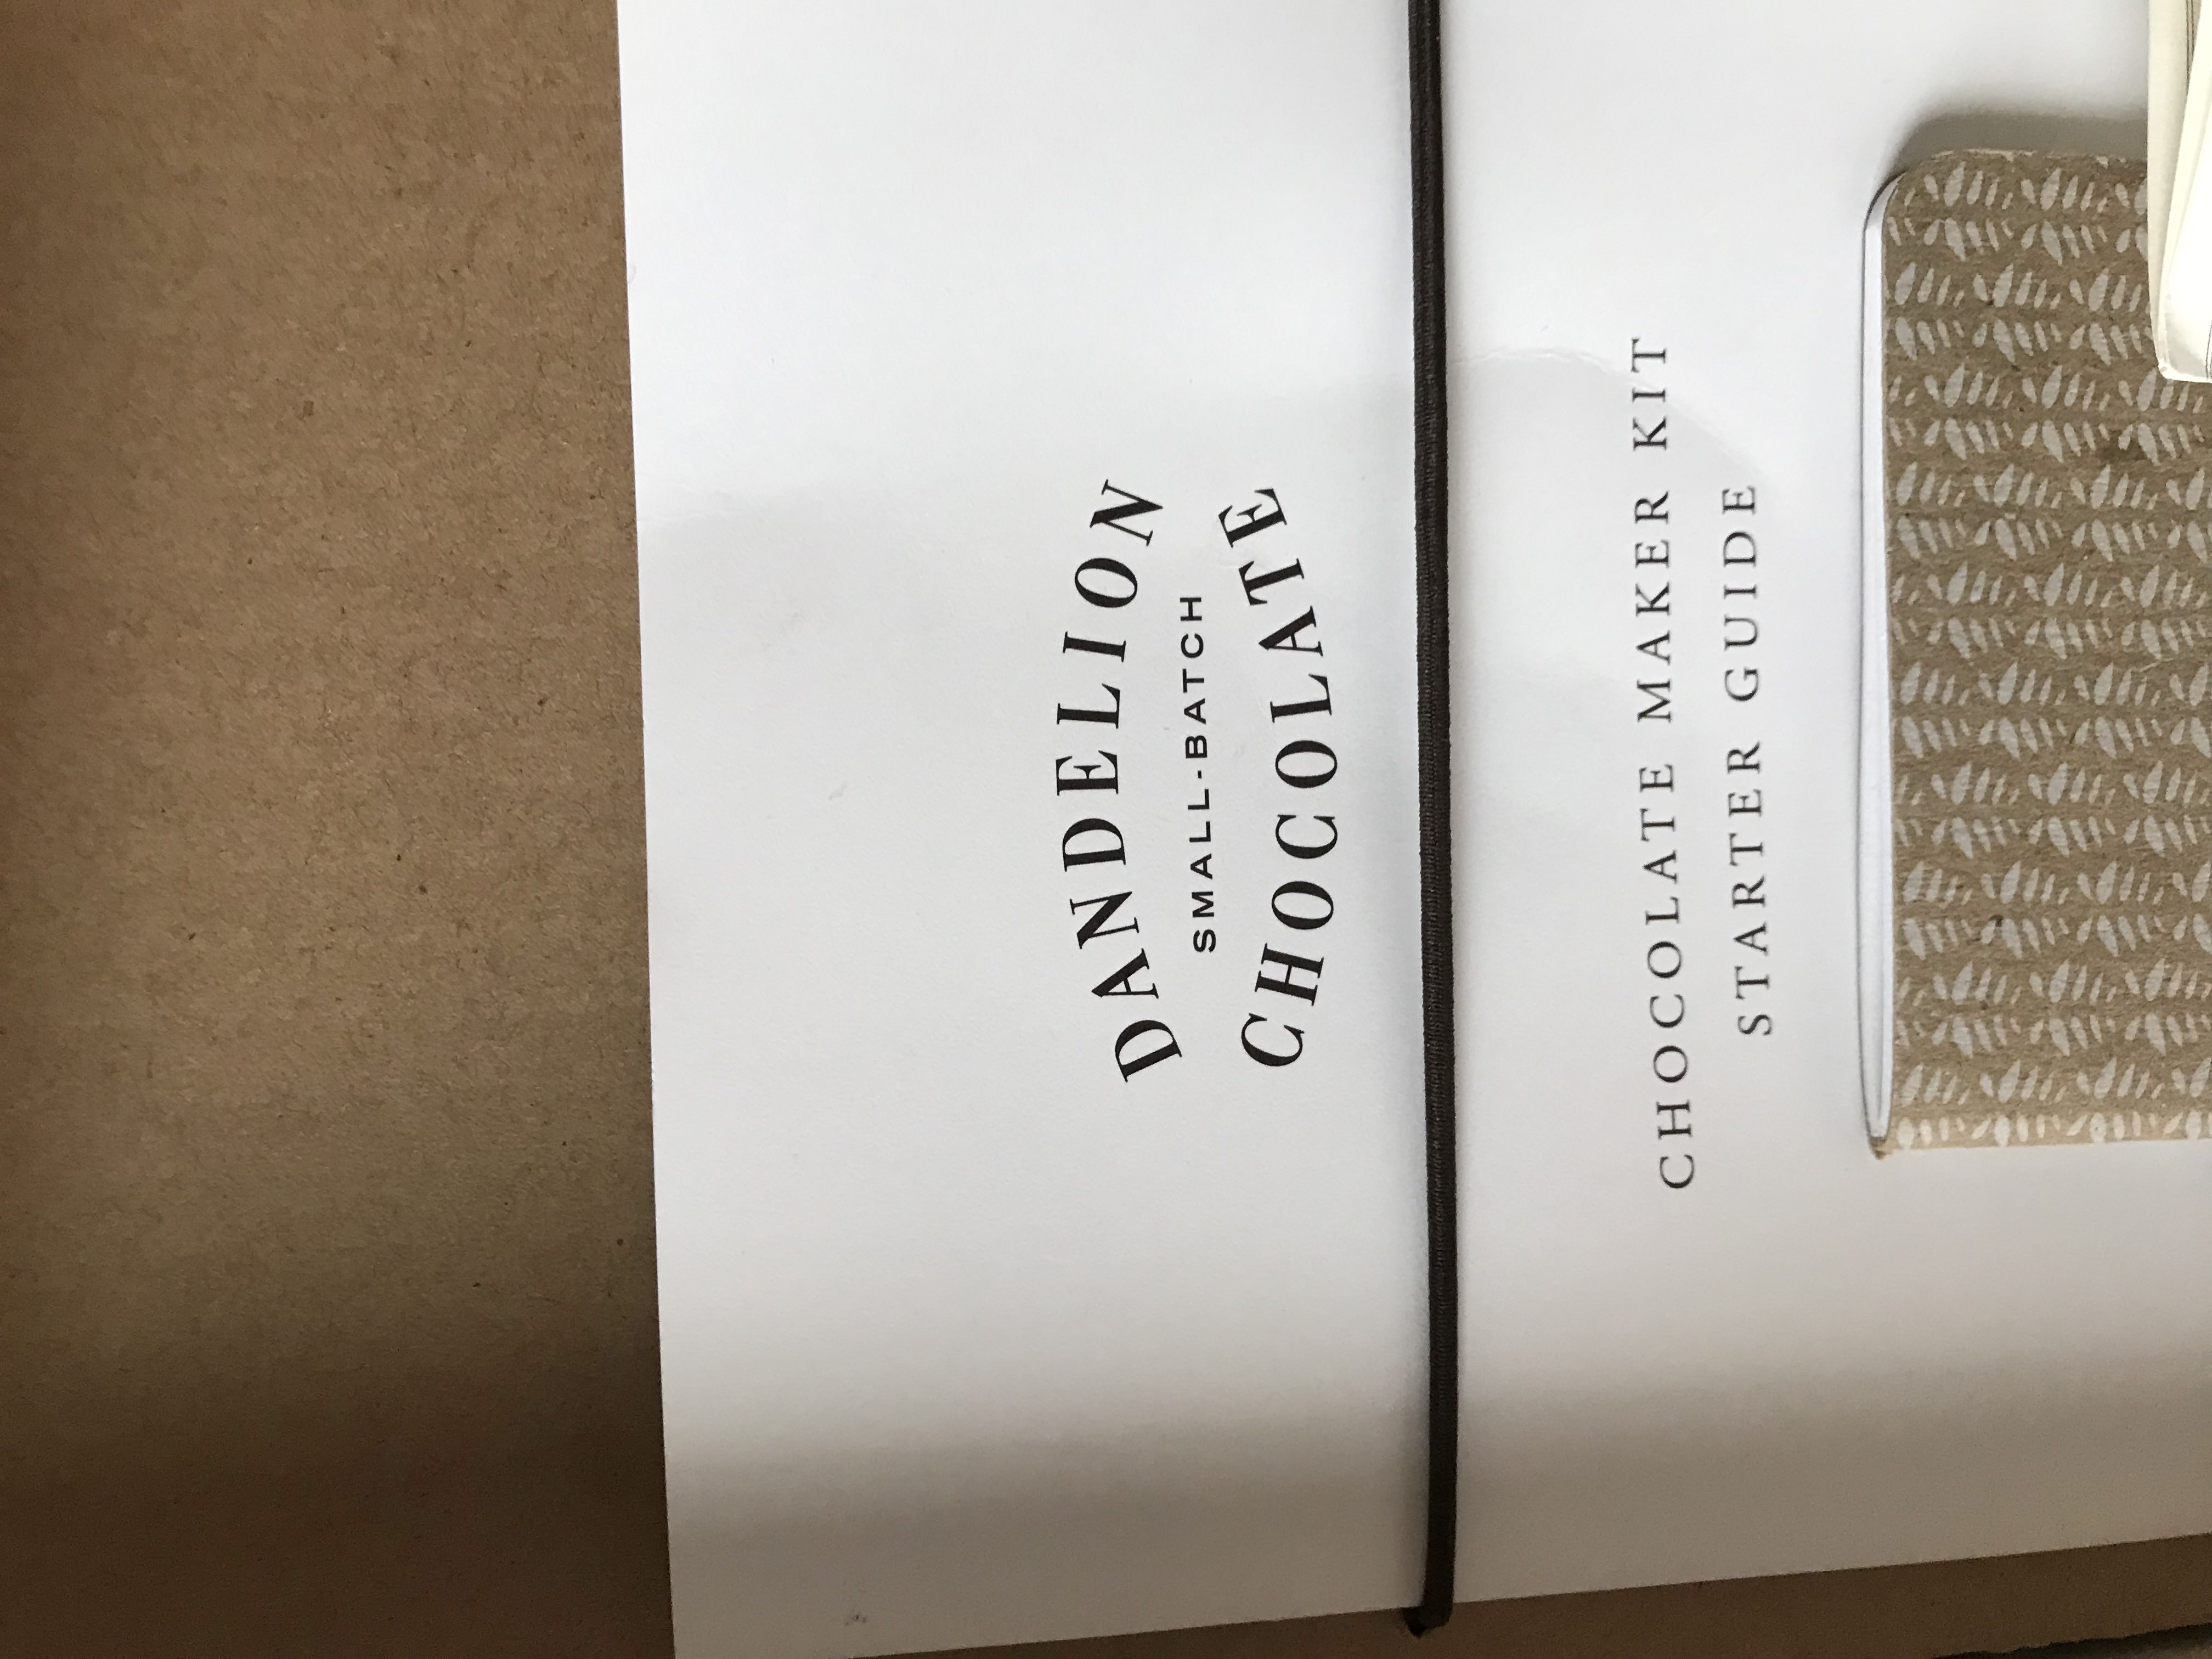 DANDELION
SMALL-BATCH
CHOCOLATE
CHOCOLATE MAKER KIT
STARTER GUIDE